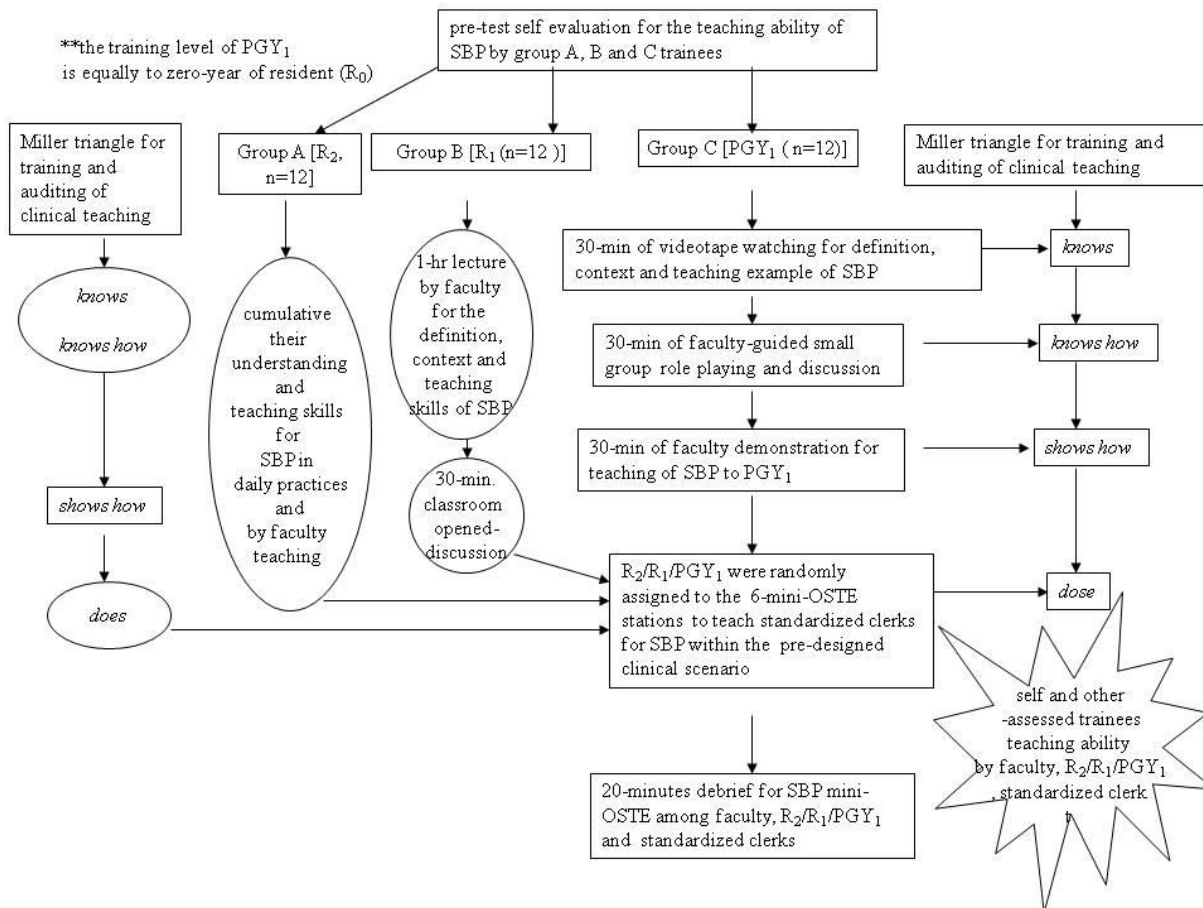 pre-test self evaluation for the teaching ability of
SBP by group A, B and C trainees
**the training level of PGY₁
is equally to zero-year of resident (R₀)
Miller triangle for
training and
auditing of
clinical teaching
knows
knows how
shows how
does
Group A [R₂,
n=12]
cumulative
their
understanding
and
teaching skills
for
SBP in
daily practices
and
by faculty
teaching
Group B [R₁ (n=12 )]
1-hr lecture
by faculty
for the
definition,
context and
teaching
skills of SBP
30-min.
classroom
opened-
discussion
Group C [PGY₁ ( n=12)]
30-min of videotape watching for definition,
context and teaching example of SBP
30-min of faculty-guided small
group role playing and discussion
30-min of faculty demonstration for
teaching of SBP to PGY₁
R₂/R₁/PGY₁ were randomly
assigned to the 6-mini-OSTE
stations to teach standardized clerks
for SBP within the pre-designed
clinical scenario
20-minutes debrief for SBP mini-
OSTE among faculty, R₂/R₁/PGY₁
and standardized clerks
Miller triangle for training and
auditing of clinical teaching
knows
knows how
shows how
dose
self and other
-assessed trainees
teaching ability
by faculty, R₂/R₁/PGY₁
, standardized clerk